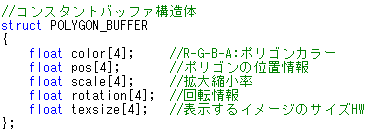 //コンスタントバッファ構造体
struct POLYGON_BUFFER
{
    float color[4];     //R-G-B-A:ポリゴンカラー
    float pos[4];       //ポリゴンの位置情報
    float scale[4];     //拡大縮小率
    float rotation[4];  //回転情報
    float texsize[4];   //表示するイメージのサイズHW
};